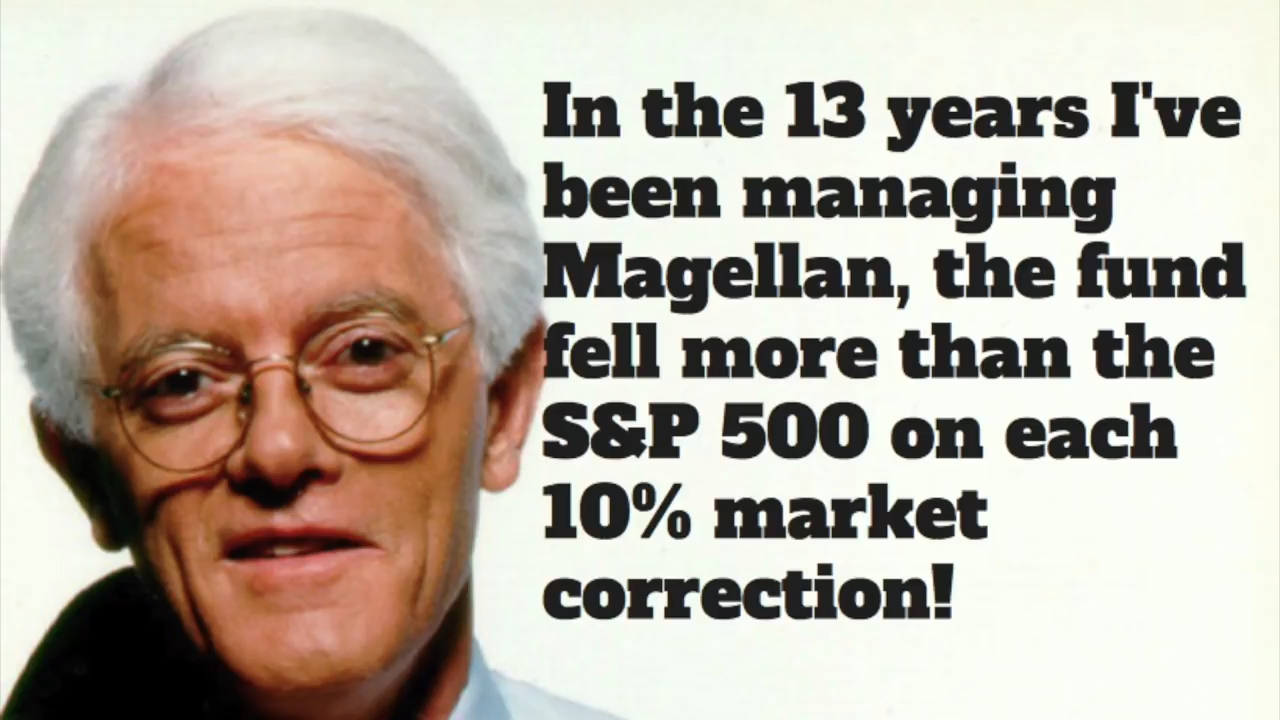 In the 13 years I've
been managing
Magellan, the fund
fell more than the
S&P 500 on each
10% market
correction!